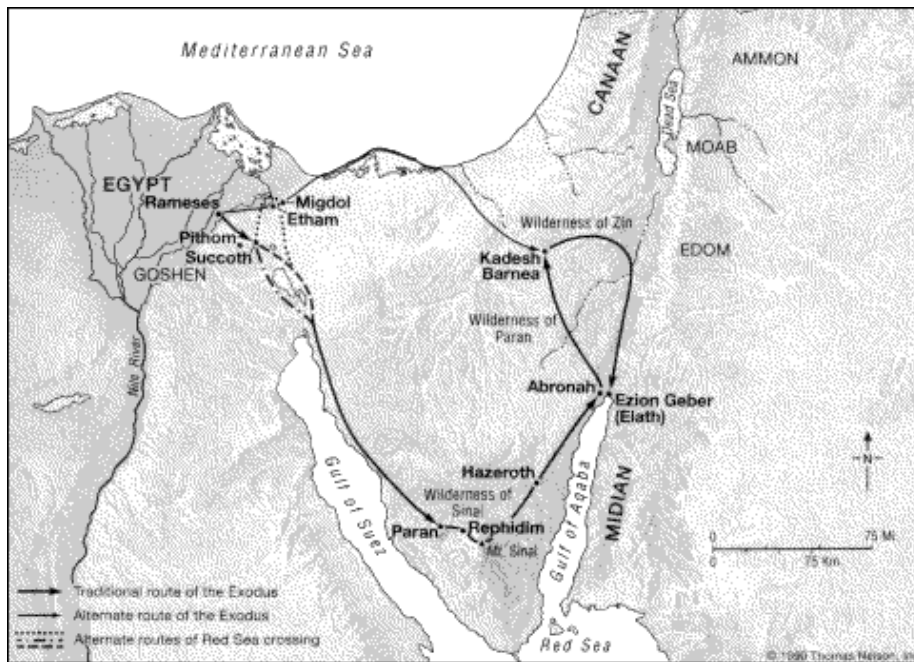 Mediterranean Sea
CANAAN
AMMON
Dead Sea
MOAB
EGYPT
Rameses
Migdol
Etham
Wilderness of Zin
Pithom
Succoth
Kadesh
Barnea
EDOM
GOSHEN
Wilderness of
Paran
Nile River
Abronah
Ezion Geber
(Elath)
N
Hazeroth
Gulf of Suez
Wilderness of
Sinai
Gulf of Aqaba
MIDIAN
Paran
Rephidim
Mt. Sinai
75 Mi.
75 Km.
Traditional route of the Exodus
Alternate route of the Exodus
Alternate routes of Red Sea crossing
Red Sea
© 1990 Thomas Nelson, Inc